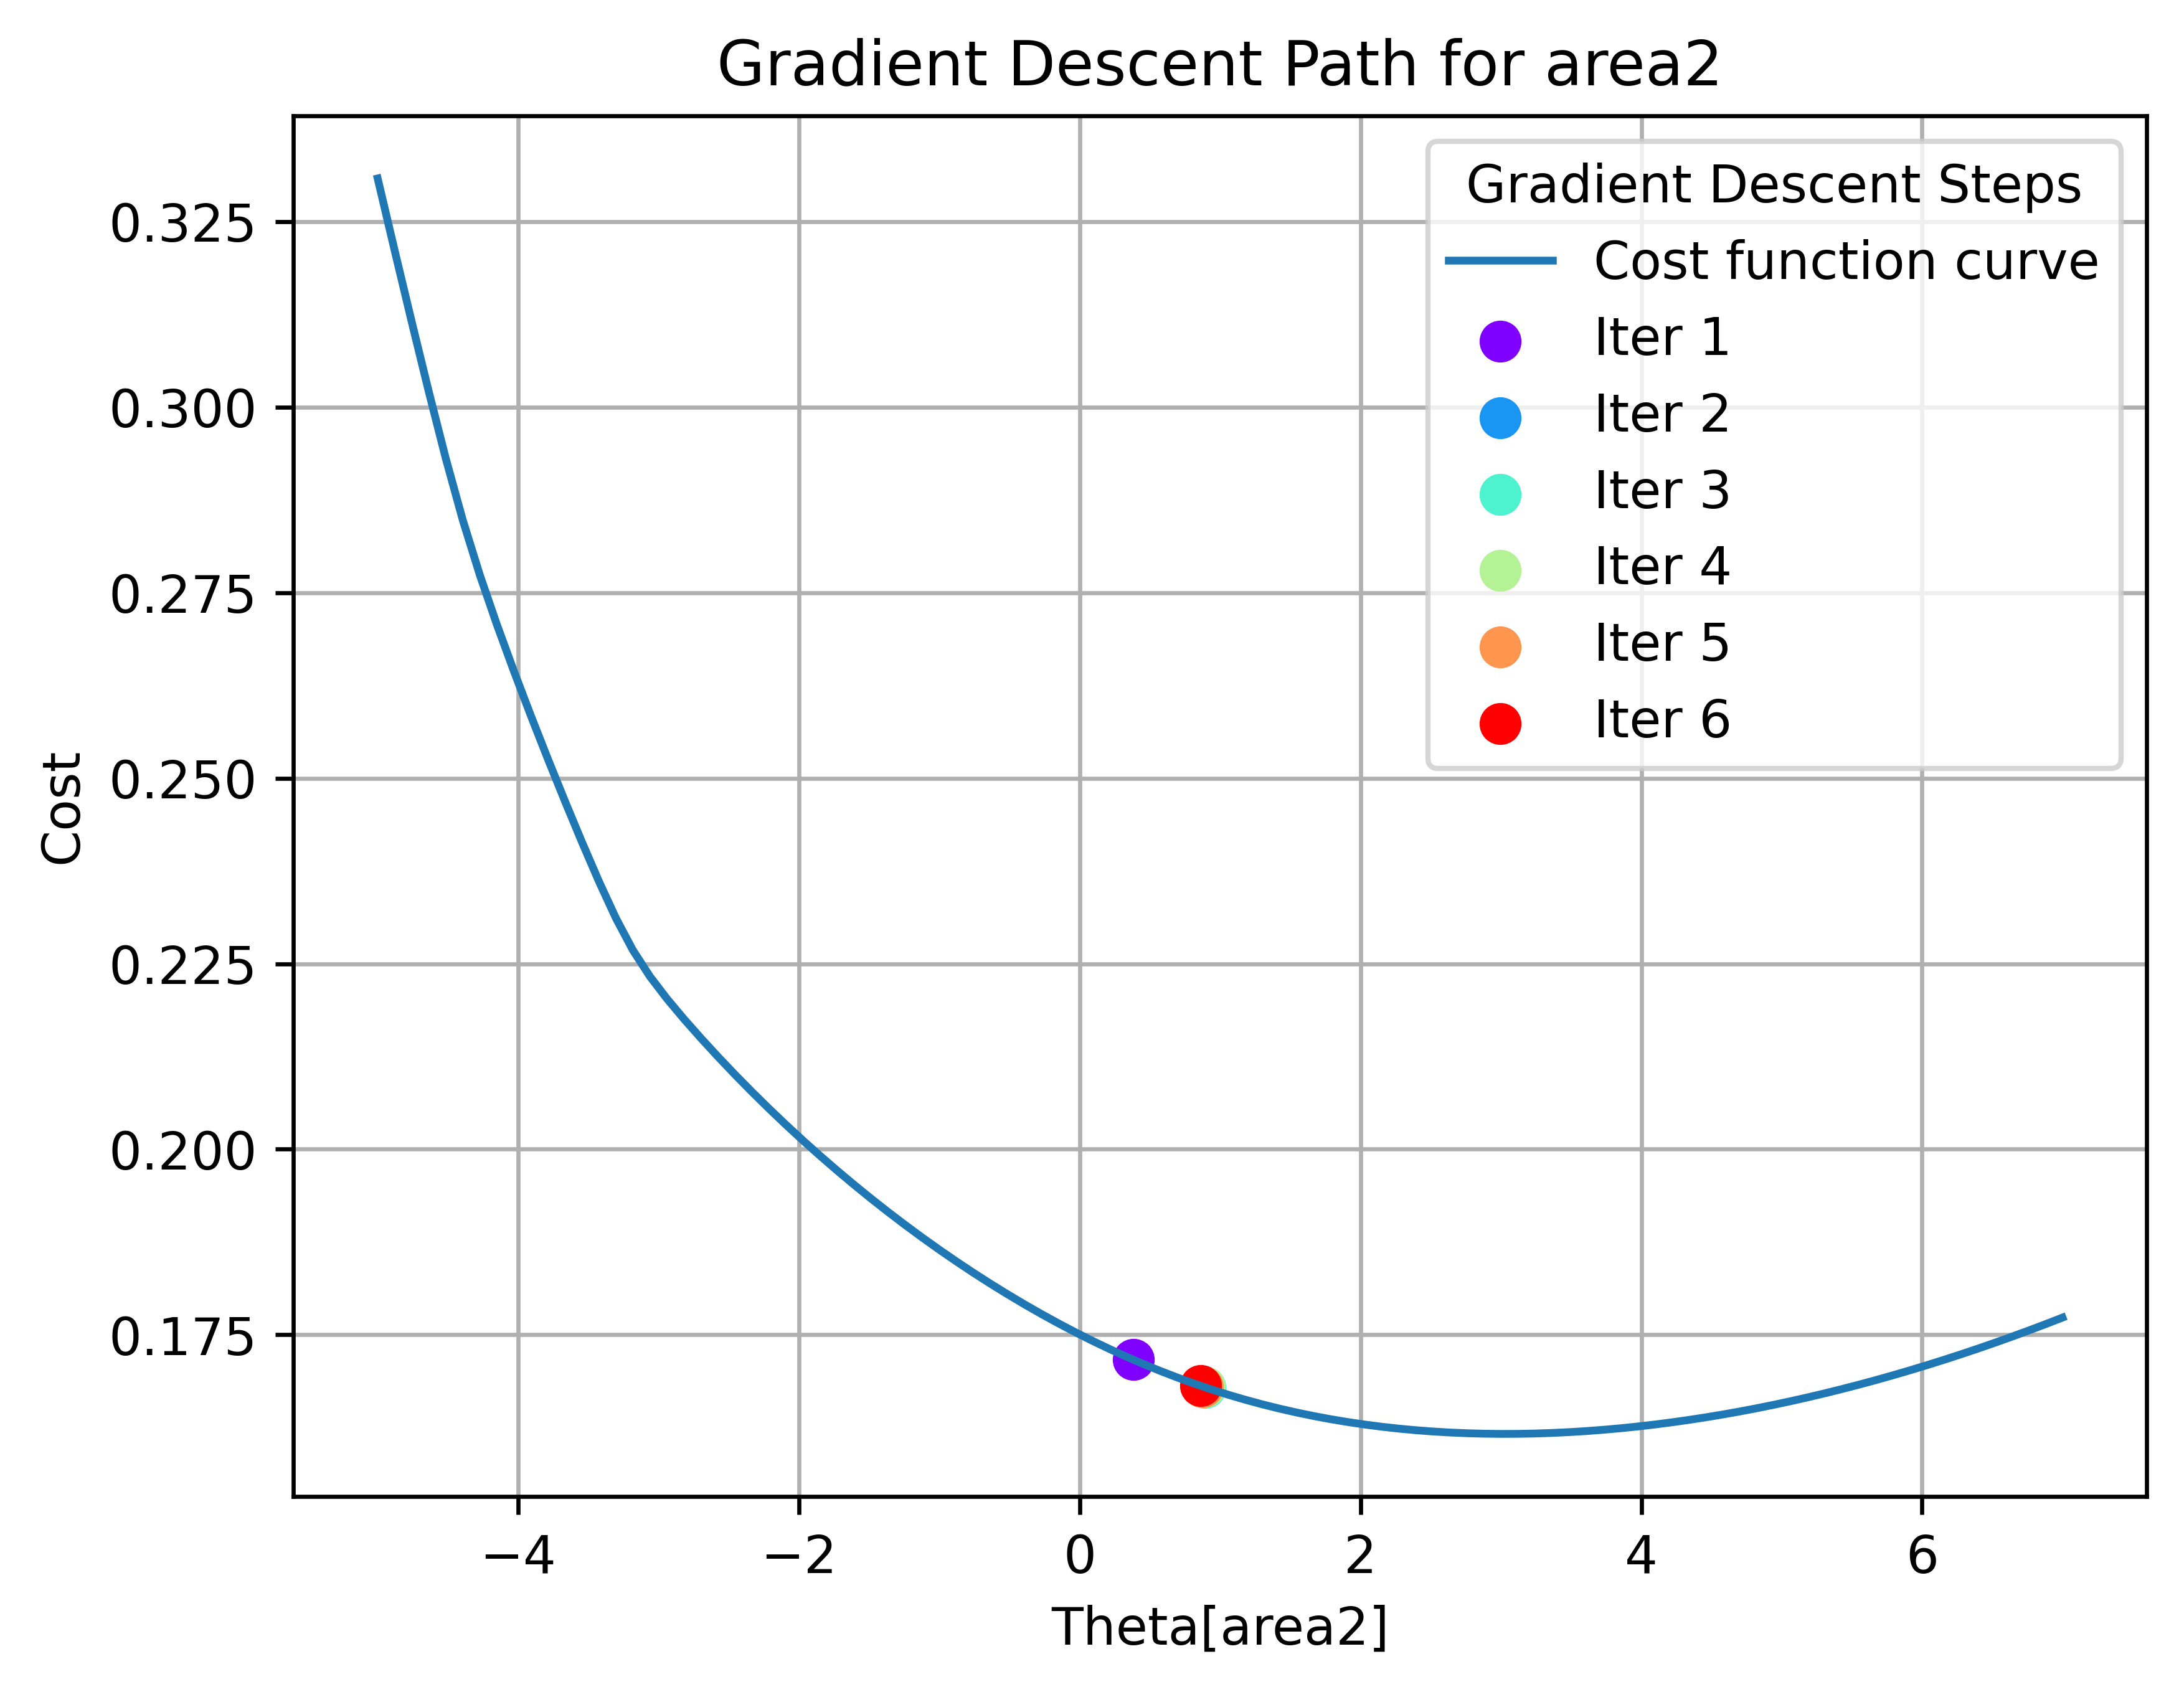 Gradient Descent Path for area2
Gradient Descent Steps
Cost function curve
Iter 1
Iter 2
Iter 3
Iter 4
Iter 5
Iter 6
0.325
0.300
0.275
0.250
0.225
0.200
0.175
Cost
−4 −2 0 2 4 6
Theta[area2]